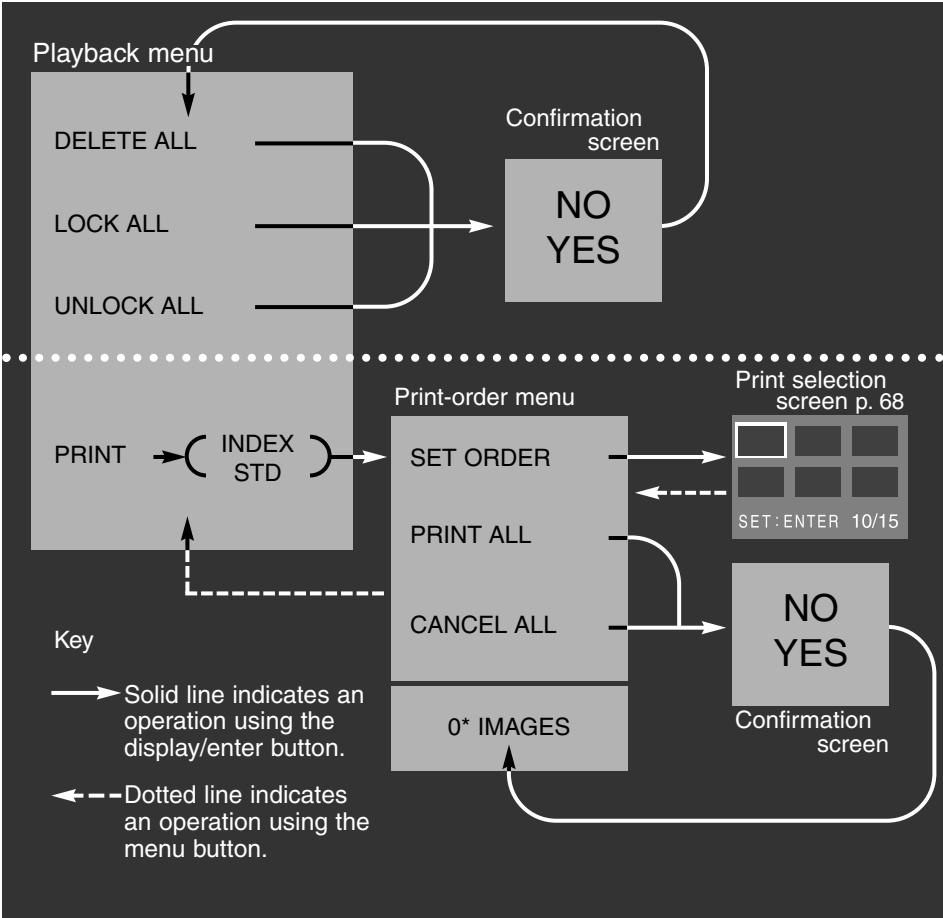 Playback menu
DELETE ALL
LOCK ALL
UNLOCK ALL
Confirmation
screen
NO
YES
PRINT
INDEX
STD
Print-order menu
SET ORDER
PRINT ALL
CANCEL ALL
0* IMAGES
Print selection
screen p. 68
SET:ENTER 10/15
NO
YES
Confirmation
screen
Key
Solid line indicates an
operation using the
display/enter button.
Dotted line indicates
an operation using the
menu button.